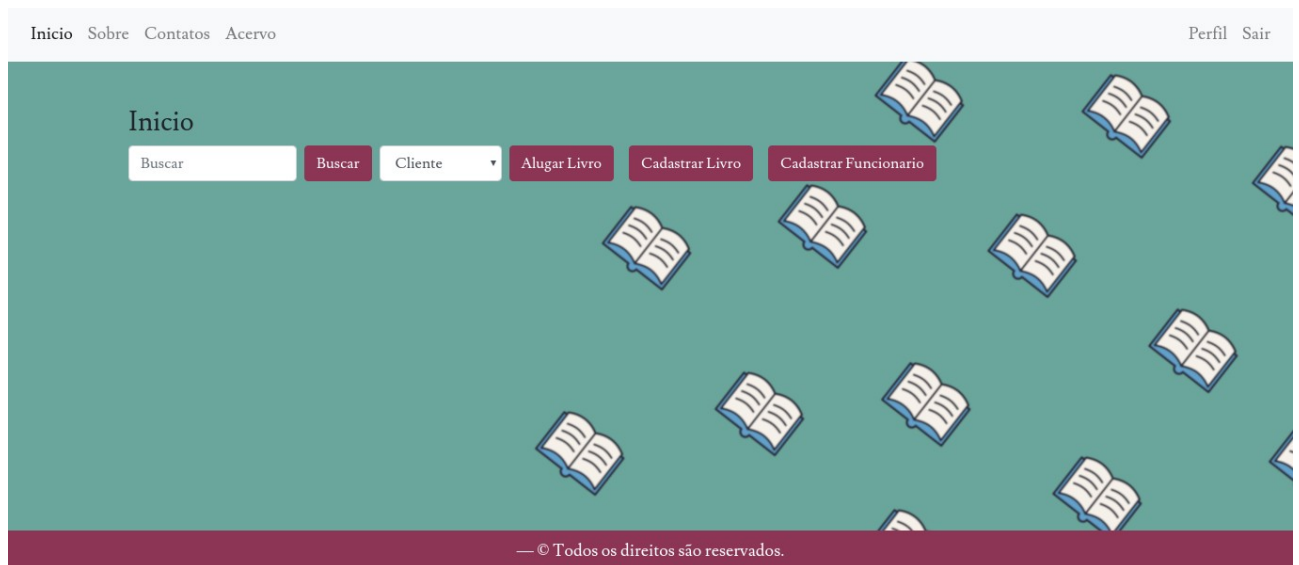 Inicio Sobre Contatos Acervo Perfil Sair
Inicio
Buscar Buscar Cliente Alugar Livro Cadastrar Livro Cadastrar Funcionario
— © Todos os direitos são reservados.